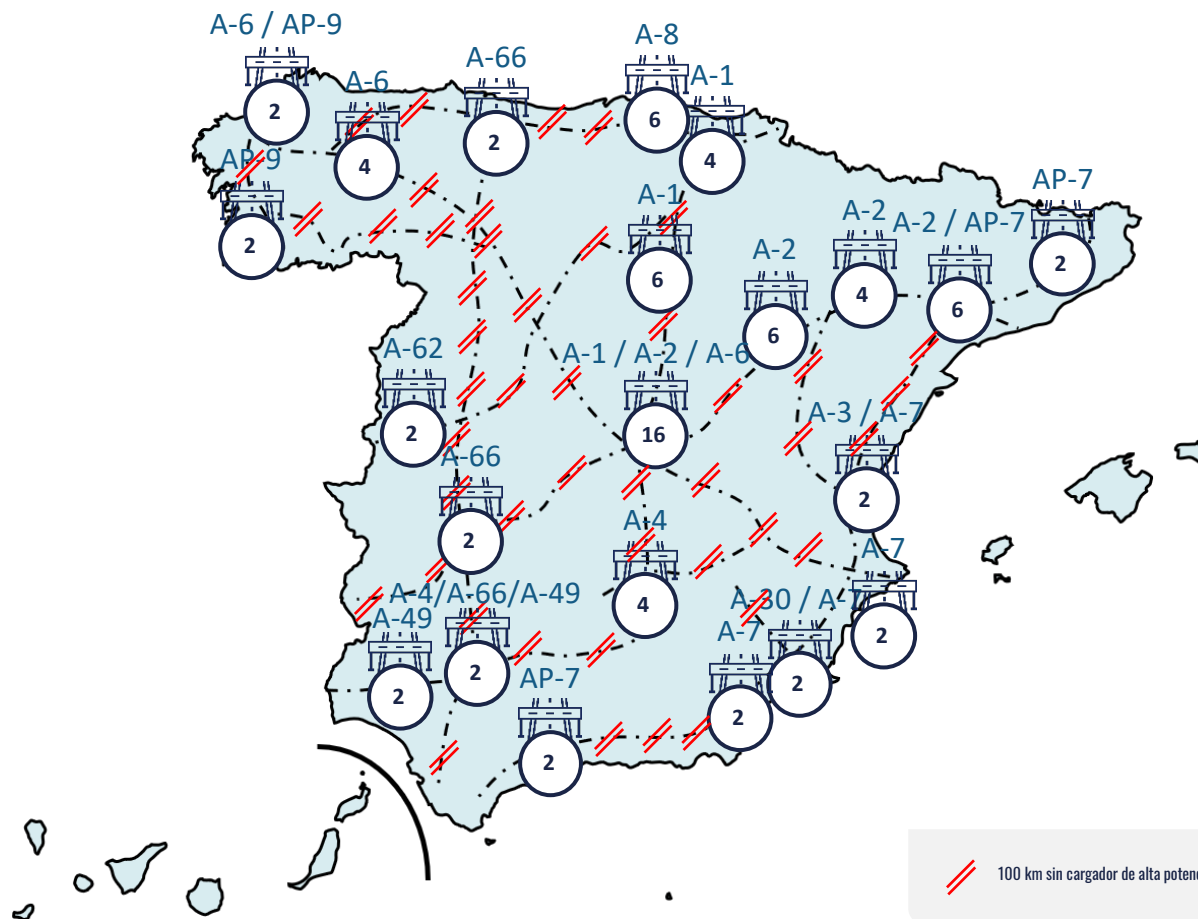 A-6 / AP-9
2
A-6
4
A-66
2
A-8
6
A-1
4
AP-9
2
A-1
6
A-2
6
A-2
4
A-2 / AP-7
6
AP-7
2
A-62
2
A-1 / A-2 / A-6
16
A-3 / A-7
2
A-66
2
A-4
4
A-7
2
A-4/A-66/A-49
2
A-49
2
A-30 / A-7
2
A-7
2
AP-7
2
100 km sin cargador de alta poten